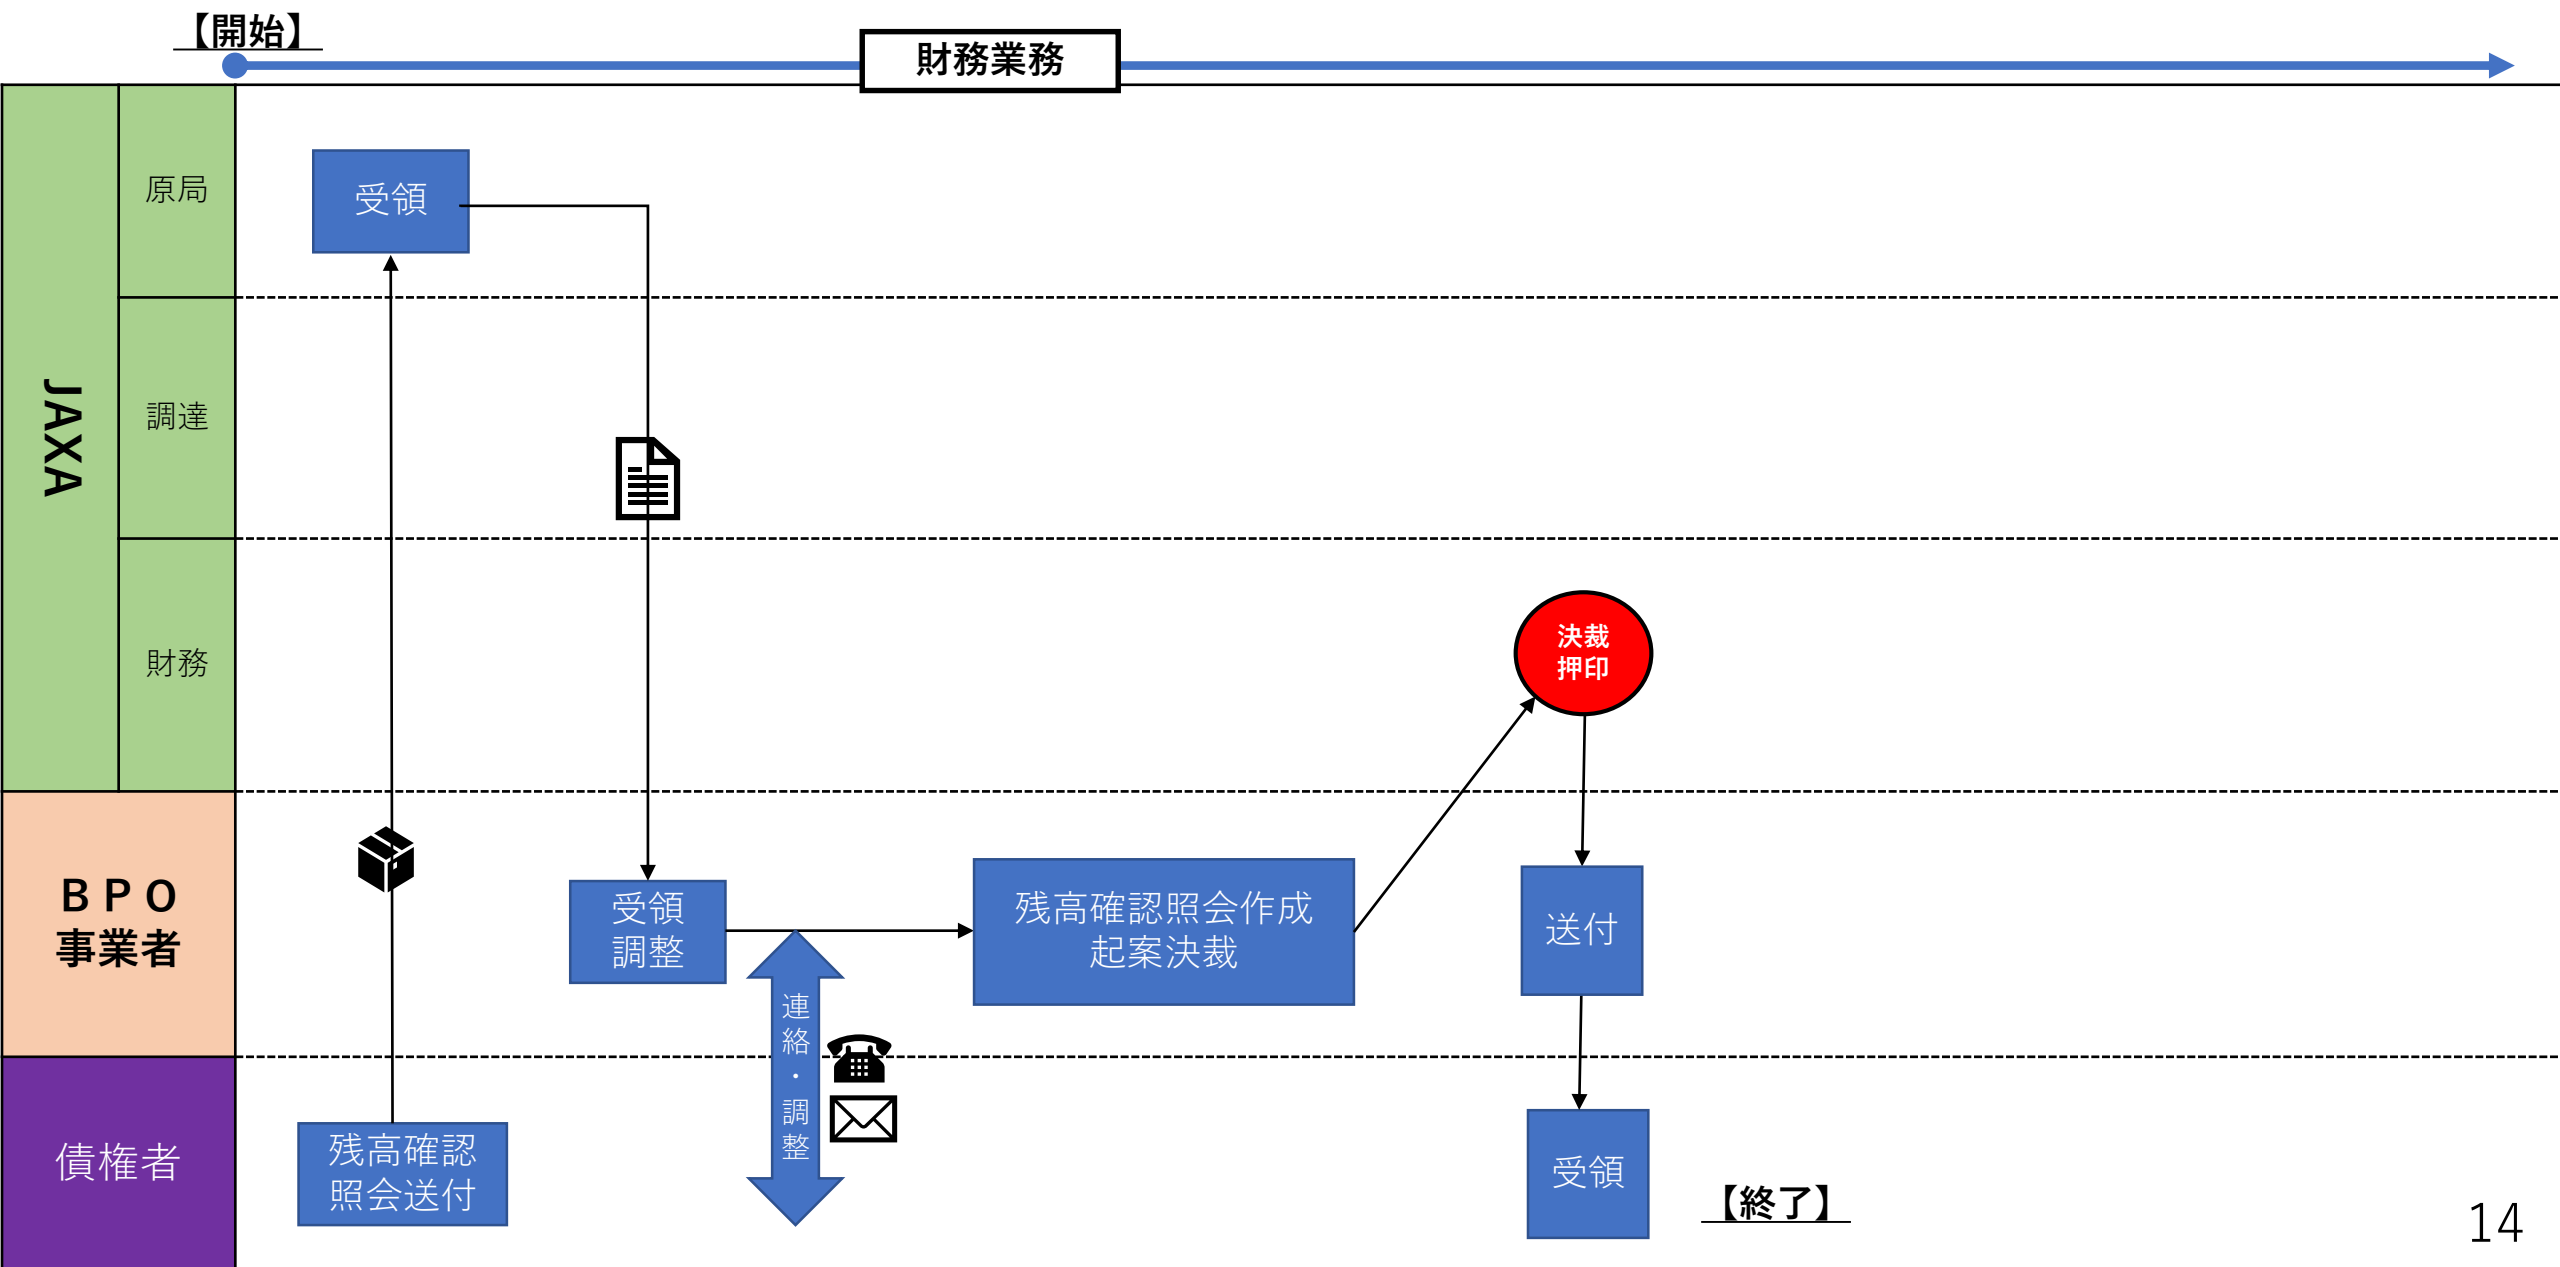 【開始】
財務業務
JAXA
原局
受領
調達
財務
決裁
押印
BPO
事業者
受領
調整
残高確認照会作成
起案決裁
送付
連絡・調整
債権者
残高確認
照会送付
受領
【終了】
14